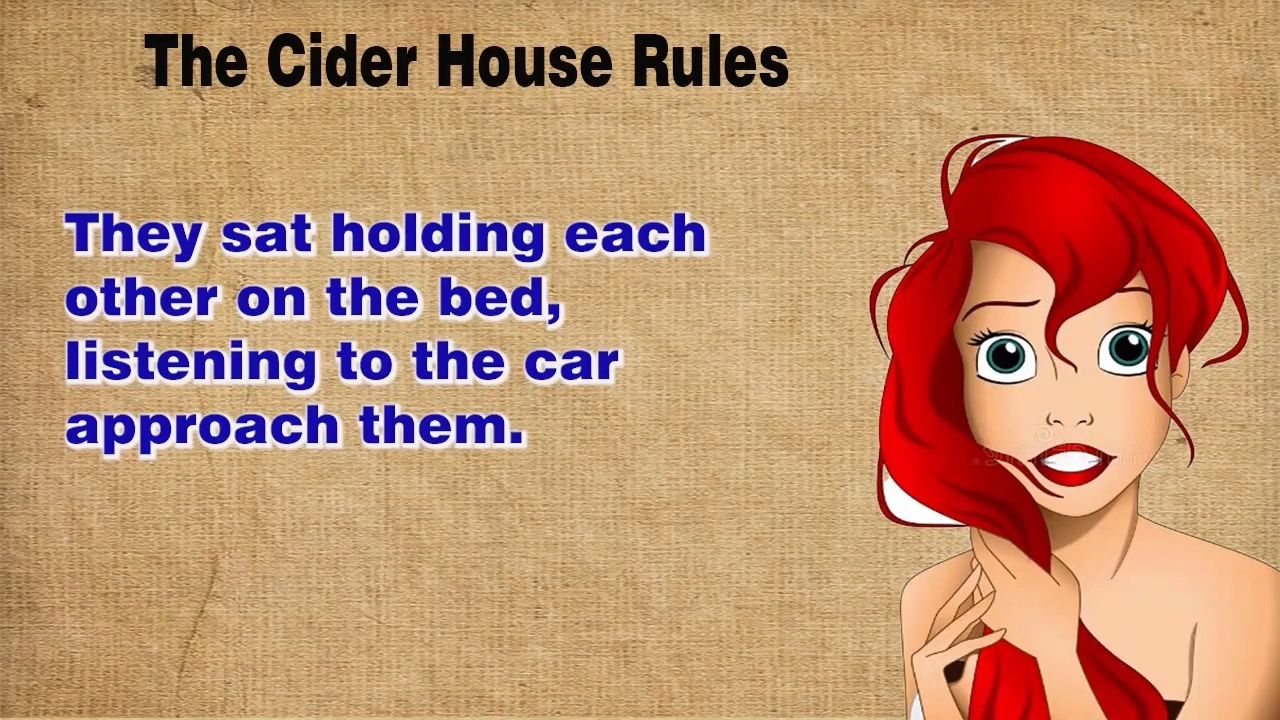 The Cider House Rules
They sat holding each
other on the bed,
listening to the car
approach them.